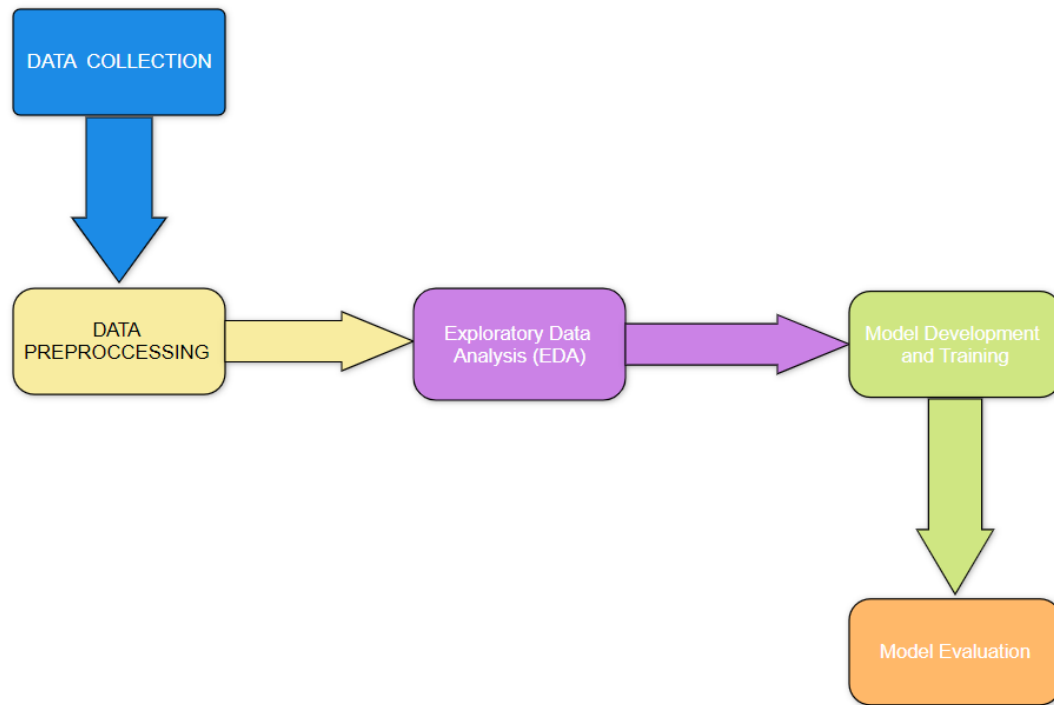 DATA  COLLECTION
DATA
PREPROCCESSING
Exploratory Data
Analysis (EDA)
Model Development
and Training
Model Evaluation